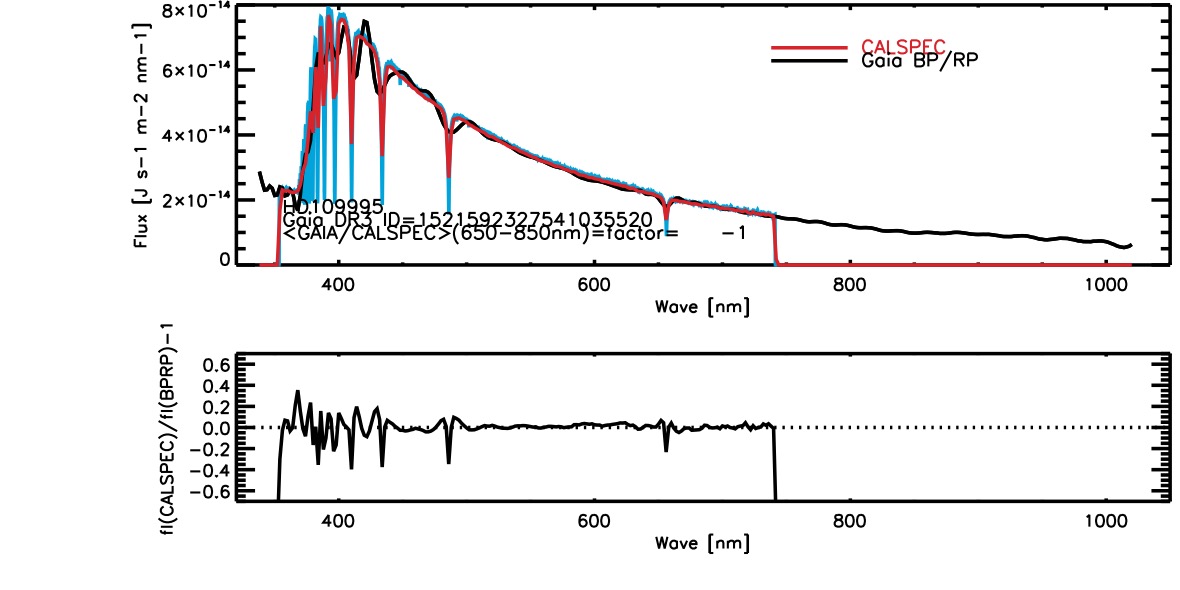 8×10⁻¹⁴
6×10⁻¹⁴
4×10⁻¹⁴
2×10⁻¹⁴
0
Flux [J s−1 m−2 nm−1]
CALSPEC
Gaia BP/RP
HD109995
Gaia DR3 ID=1521592327541035520
<GAIA/CALSPEC>(650−850nm)=factor= −1
400 600 800 1000
Wave [nm]
0.6
0.4
0.2
0.0
−0.2
−0.4
−0.6
fl(CALSPEC)/fl(BPRP)−1
400 600 800 1000
Wave [nm]